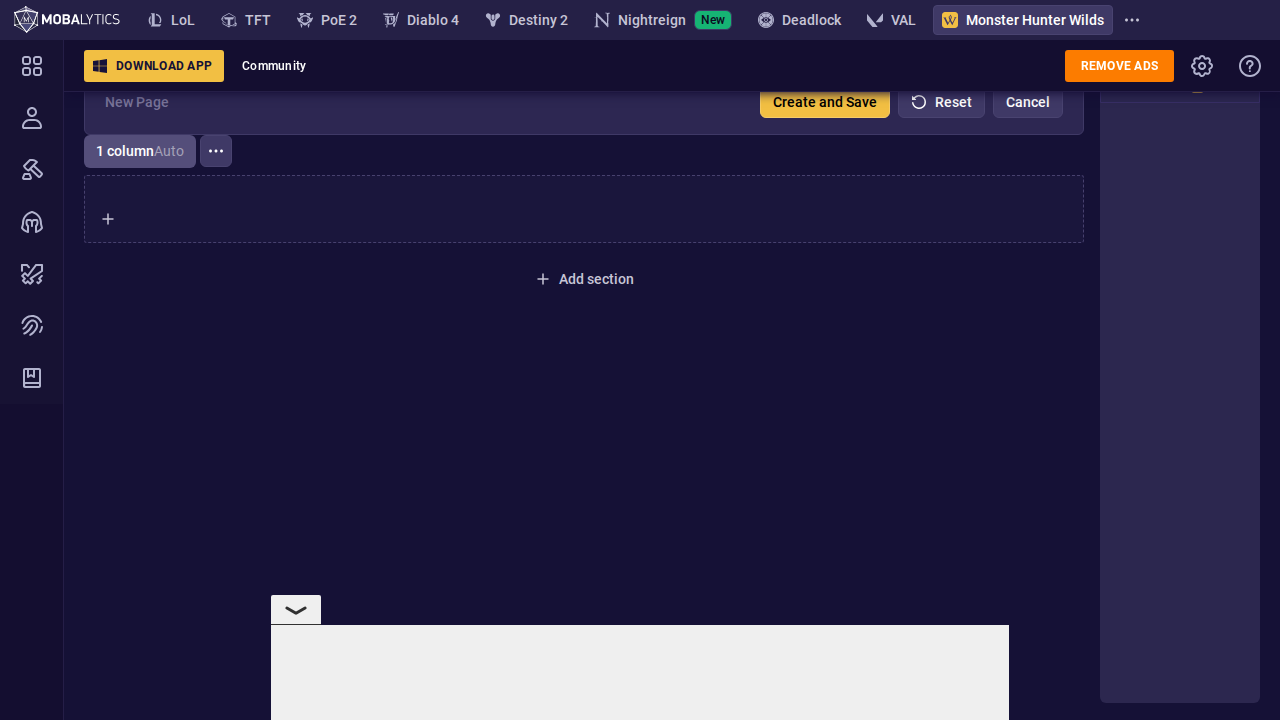 MOBALYTICS
LoL
TFT
PoE 2
Diablo 4
Destiny 2
Nightreign New
Deadlock
VAL
Monster Hunter Wilds
DOWNLOAD APP
Community
REMOVE ADS
New Page
Create and Save
Reset
Cancel
1 columnAuto
Add section